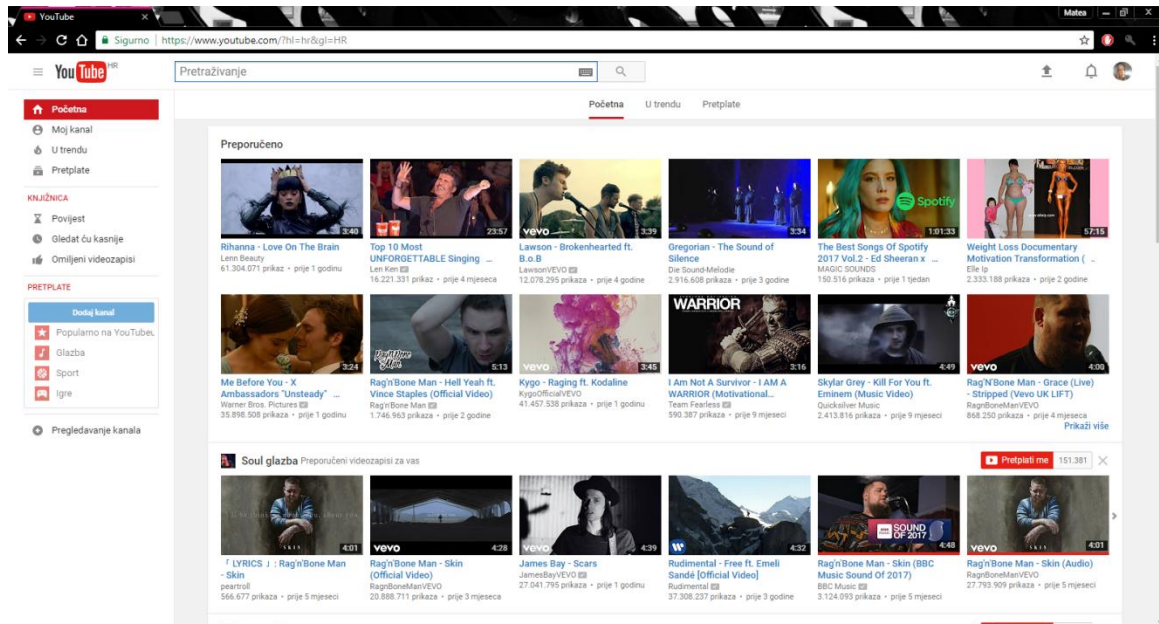 YouTube
Matea
Sigurno | https://www.youtube.com/?hl=hr&gl=HR
YouTube HR
Pretraživanje
Početna
Moj kanal
U trendu
Pretplate
KNJIŽNICA
Povijest
Gledat ću kasnije
Omiljeni videozapisi
PRETPLATE
Dodaj kanal
Popularno na YouTubeu
Glazba
Sport
Igre
Pregledavanje kanala
Početna U trendu Pretplate
Preporučeno
3:40
Rihanna - Love On The Brain
Lenn Beauty
61.304.071 prikaz • prije 1 godinu
23:57
Top 10 Most
UNFORGETTABLE Singing ...
Len Ken
16.221.331 prikaz • prije 4 mjeseca
vevo 3:39
Lawson - Brokenhearted ft.
B.o.B
LawsonVEVO
12.078.295 prikaza • prije 4 godine
3:34
Gregorian - The Sound of
Silence
Die Sound-Melodie
2.916.608 prikaza • prije 3 godine
Spotify
1:01:33
The Best Songs Of Spotify
2017 Vol.2 - Ed Sheeran x ...
MAGIC SOUNDS
150.516 prikaza • prije 1 tjedan
57:15
Weight Loss Documentary
Motivation Transformation ( ...
Elle Ip
2.333.188 prikaza • prije 2 godine
3:24
Me Before You - X
Ambassadors "Unsteady" ...
Warner Bros. Pictures
35.898.508 prikaza • prije 1 godinu
Rag'n'Bone
Man
5:13
Rag'n'Bone Man - Hell Yeah ft.
Vince Staples (Official Video)
Rag'n'Bone Man
1.746.963 prikaza • prije 2 godine
vevo 3:45
Kygo - Raging ft. Kodaline
KygoOfficialVEVO
41.457.538 prikaza • prije 1 godinu
WARRIOR
3:16
I Am Not A Survivor - I AM A
WARRIOR (Motivational...
Team Fearless
590.387 prikaza • prije 9 mjeseci
4:49
Skylar Grey - Kill For You ft.
Eminem (Music Video)
Quicksilver Music
2.413.816 prikaza • prije 9 mjeseci
vevo 4:00
Rag'N'Bone Man - Grace (Live)
- Stripped (Vevo UK LIFT)
RagnBoneManVEVO
868.250 prikaza • prije 4 mjeseca
Prikaži više
Soul glazba Preporučeni videozapisi za vas
Pretplati me 151.381
SKIN
4:01
「 LYRICS 」 : Rag'n'Bone Man
- Skin
peartroll
566.677 prikaza • prije 5 mjeseci
vevo 4:28
Rag'n'Bone Man - Skin
(Official Video)
RagnBoneManVEVO
20.888.711 prikaza • prije 3 mjeseca
4:39
James Bay - Scars
JamesBayVEVO
27.041.795 prikaza • prije 1 godinu
4:32
Rudimental - Free ft. Emeli
Sandé [Official Video]
Rudimental
37.308.237 prikaza • prije 3 godine
SOUND
OF 2017
4:48
Rag'n'Bone Man - Skin (BBC
Music Sound Of 2017)
BBC Music
3.124.093 prikaza • prije 5 mjeseci
SKIN
vevo 4:01
Rag'n'Bone Man - Skin (Audio)
RagnBoneManVEVO
27.793.909 prikaza • prije 5 mjeseci